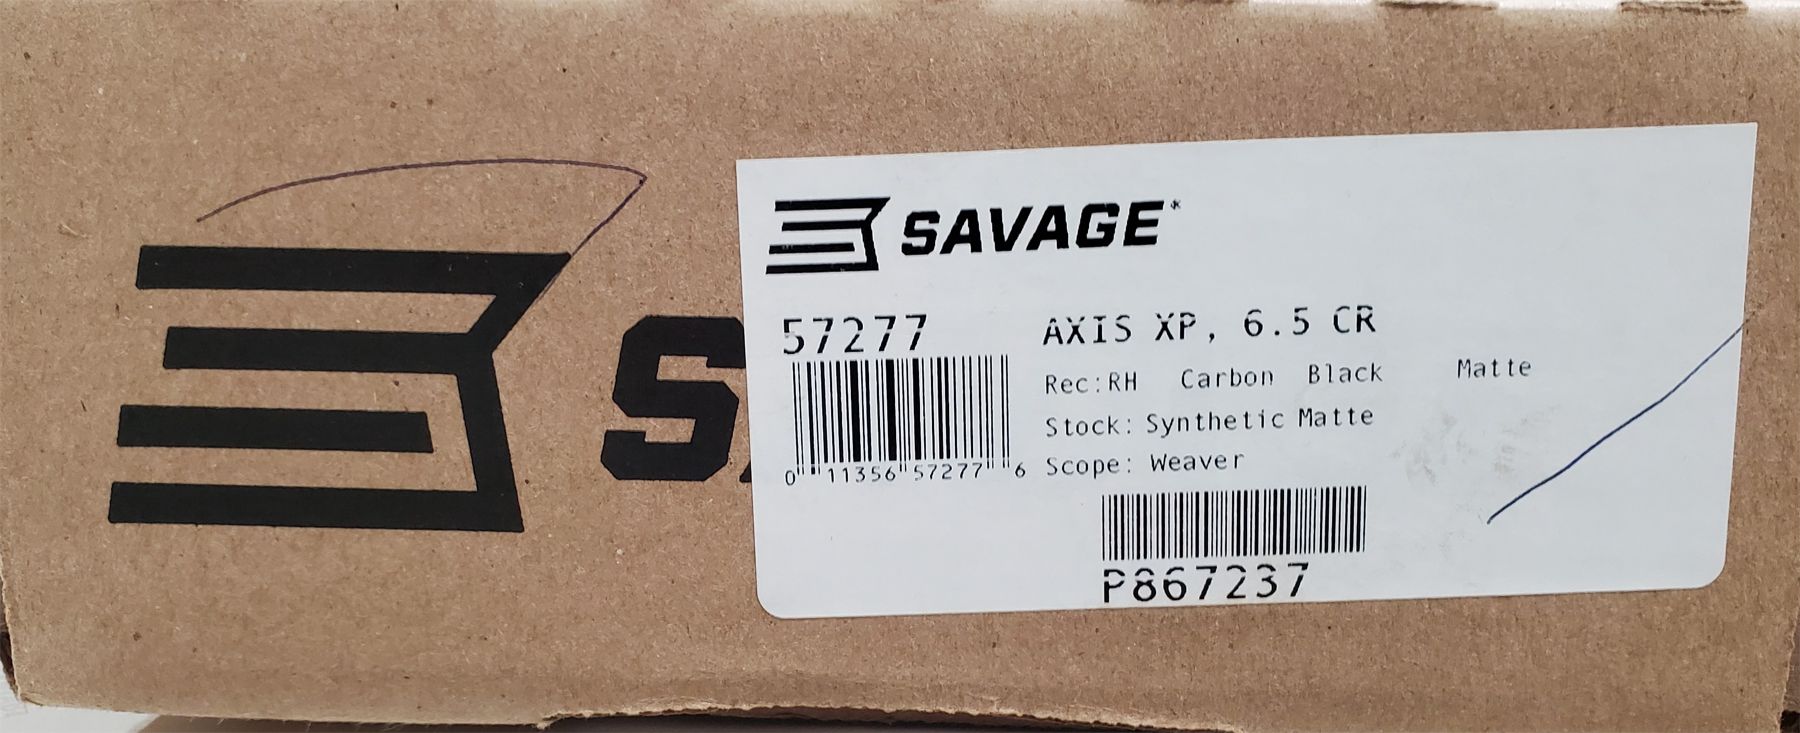 SAVAGE
57277
AXIS XP, 6.5 CR
Rec:RH Carbon Black Matte
Stock: Synthetic Matte
Scope: Weaver
0 11356 57277 6
P867237
S